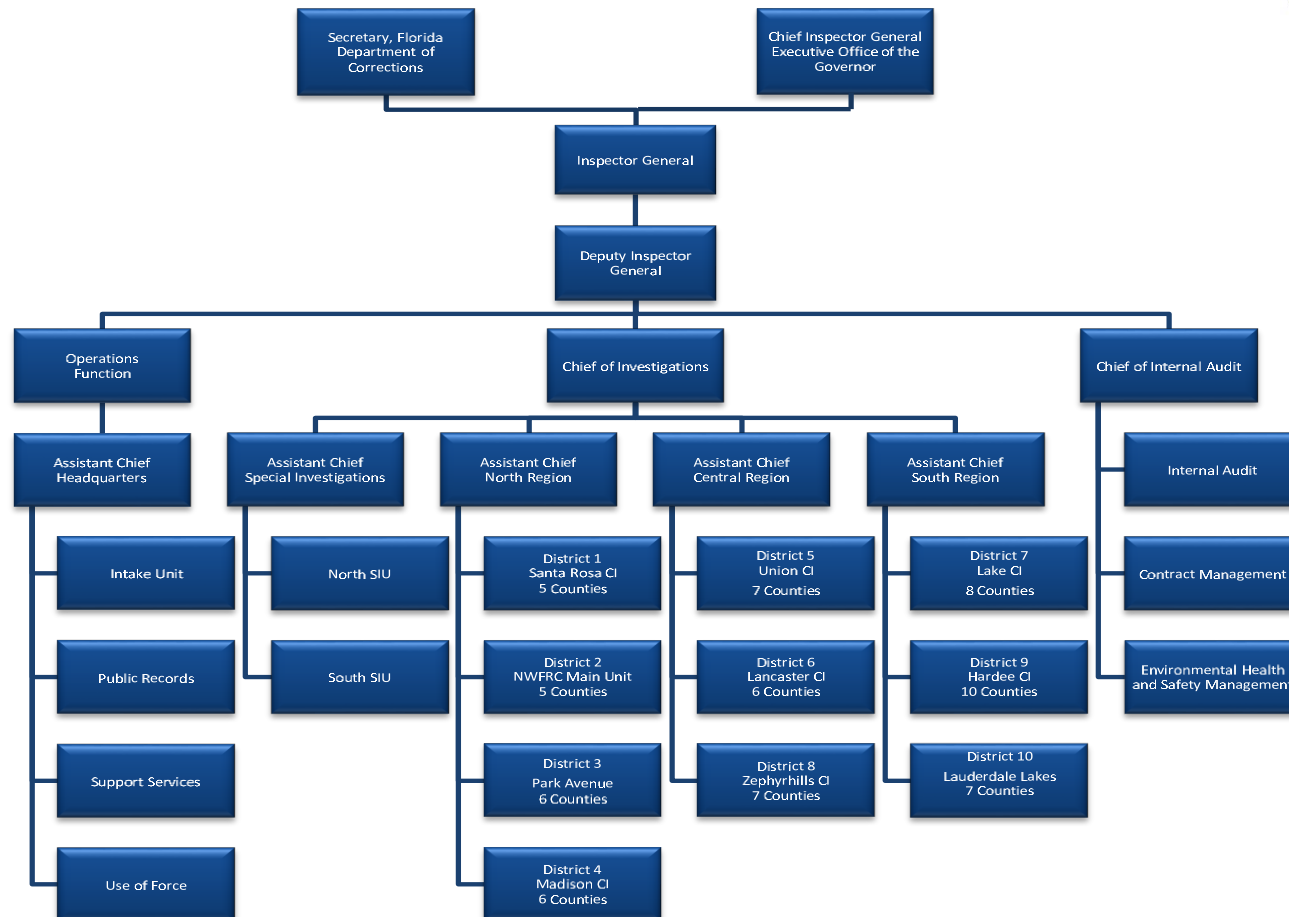 Secretary, Florida
Department of
Corrections
Chief Inspector General
Executive Office of the
Governor
Inspector General
Deputy Inspector
General
Operations
Function
Chief of Investigations
Chief of Internal Audit
Assistant Chief
Headquarters
Assistant Chief
Special Investigations
Assistant Chief
North Region
Assistant Chief
Central Region
Assistant Chief
South Region
Internal Audit
Intake Unit
North SIU
District 1
Santa Rosa CI
5 Counties
District 5
Union CI
7 Counties
District 7
Lake CI
8 Counties
Contract Management
Public Records
South SIU
District 2
NWFRC Main Unit
5 Counties
District 6
Lancaster CI
6 Counties
District 9
Hardee CI
10 Counties
Environmental Health
and Safety Management
Support Services
District 3
Park Avenue
6 Counties
District 8
Zephyrhills CI
7 Counties
District 10
Lauderdale Lakes
7 Counties
Use of Force
District 4
Madison CI
6 Counties